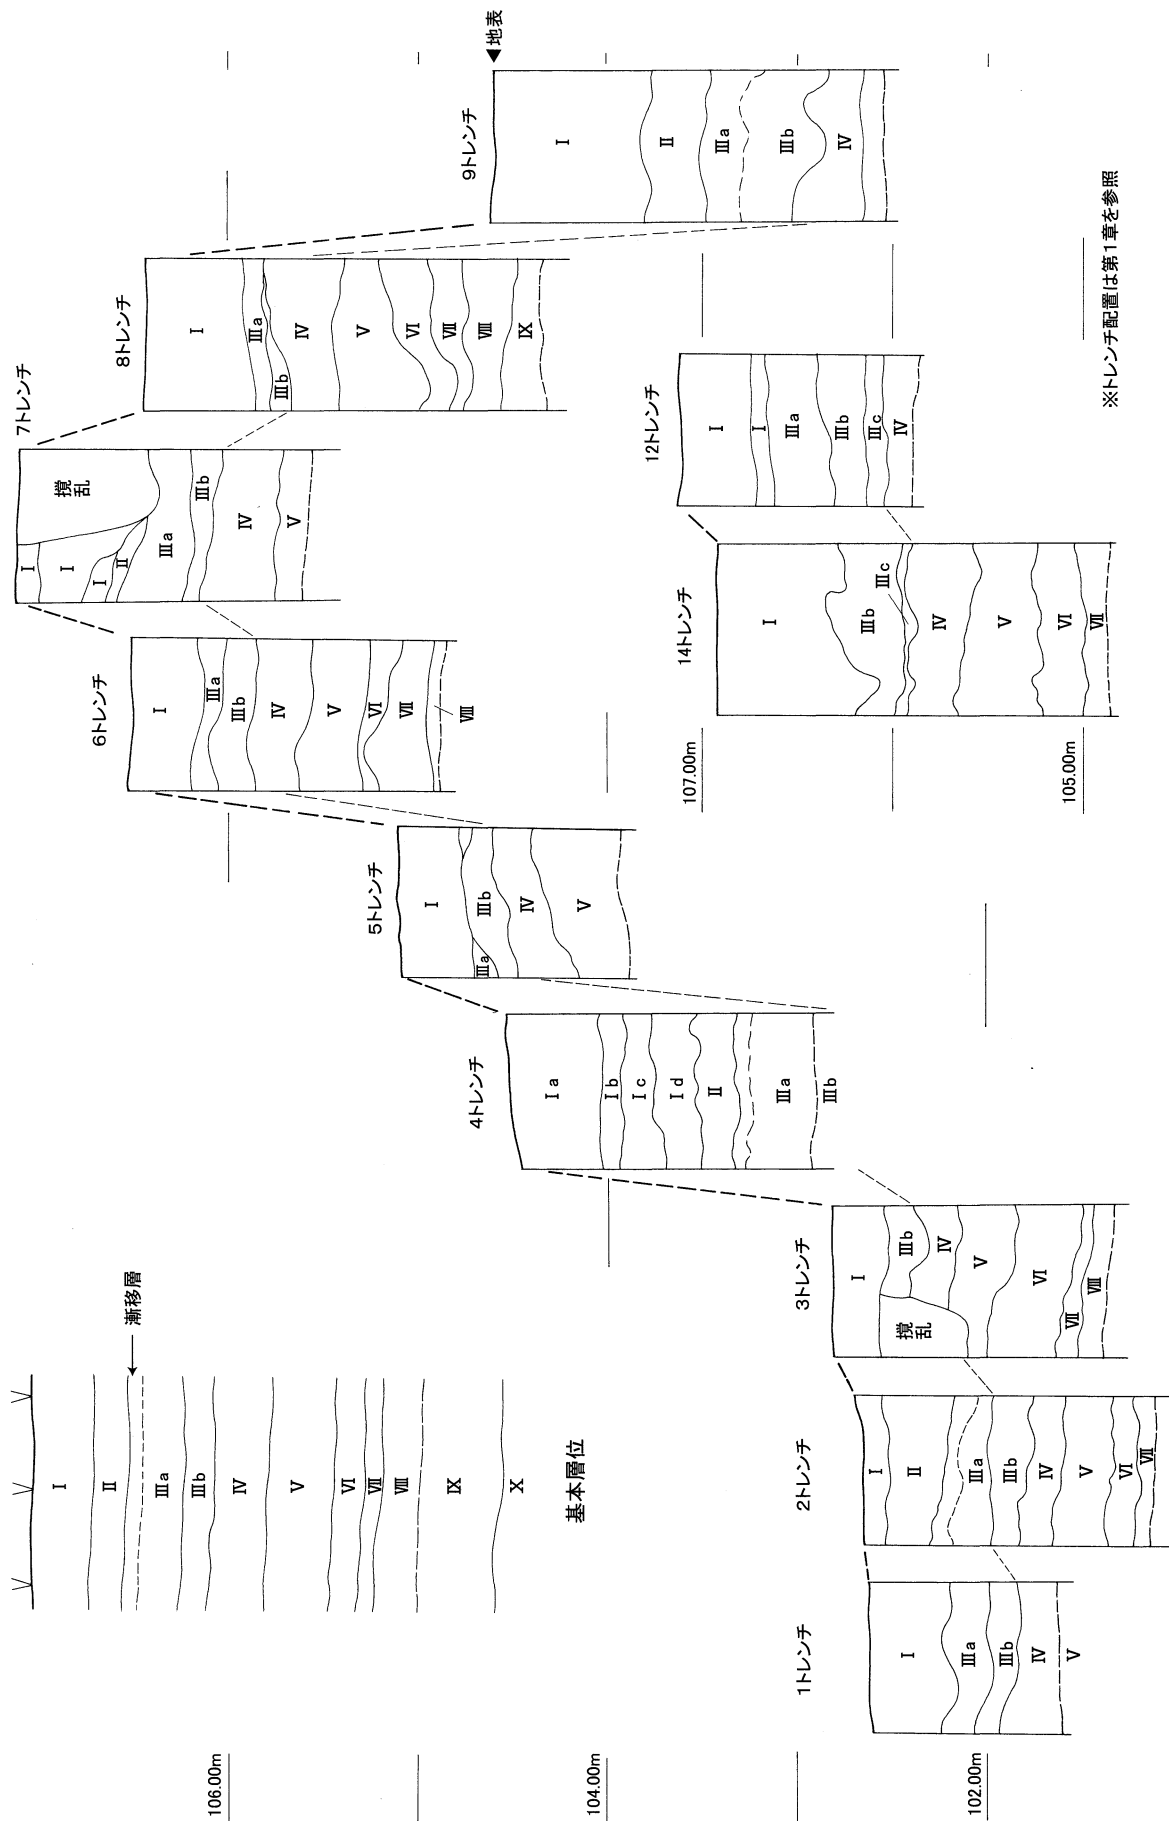 漸移層
Ⅰ
Ⅱ
Ⅲa
Ⅲb
Ⅳ
Ⅴ
Ⅵ
Ⅶ
Ⅷ
Ⅸ
Ⅹ
基本層位
106.00m
104.00m
102.00m
1トレンチ
Ⅰ
Ⅲa
Ⅲb
Ⅳ
Ⅴ
2トレンチ
Ⅰ
Ⅱ
Ⅲa
Ⅲb
Ⅳ
Ⅴ
Ⅵ
Ⅶ
3トレンチ
Ⅰ
撹乱
Ⅲb
Ⅳ
Ⅴ
Ⅵ
Ⅶ
Ⅷ
4トレンチ
Ⅰa
Ⅰb
Ⅰc
Ⅰd
Ⅱ
Ⅲa
Ⅲb
5トレンチ
Ⅰ
Ⅲa
Ⅲb
Ⅳ
Ⅴ
6トレンチ
Ⅰ
Ⅲa
Ⅲb
Ⅳ
Ⅴ
Ⅵ
Ⅶ
Ⅷ
7トレンチ
撹乱
Ⅰ
Ⅰ
Ⅰ
Ⅱ
Ⅲa
Ⅲb
Ⅳ
Ⅴ
8トレンチ
Ⅰ
Ⅲa
Ⅲb
Ⅳ
Ⅴ
Ⅵ
Ⅶ
Ⅷ
Ⅸ
9トレンチ
地表
Ⅰ
Ⅱ
Ⅲa
Ⅲb
Ⅳ
107.00m
105.00m
14トレンチ
Ⅰ
Ⅲb
Ⅲc
Ⅳ
Ⅴ
Ⅵ
Ⅶ
12トレンチ
Ⅰ
Ⅰ
Ⅲa
Ⅲb
Ⅲc
Ⅳ
※トレンチ配置は第1章を参照